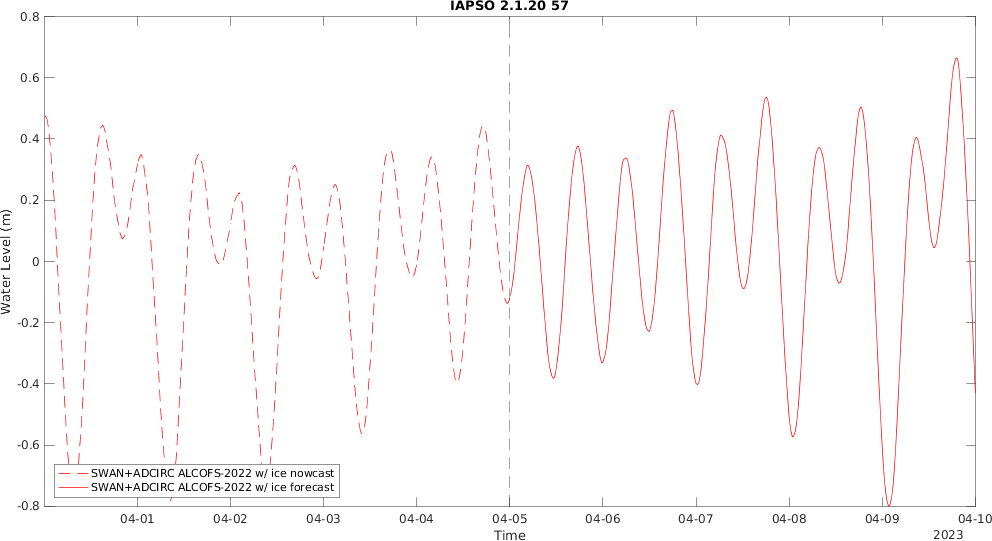 IAPSO 2.1.20 57
0.8
0.6
0.4
0.2
0
-0.2
-0.4
-0.6
-0.8
Water Level (m)
SWAN+ADCIRC ALCOFS-2022 w/ ice nowcast
SWAN+ADCIRC ALCOFS-2022 w/ ice forecast
04-01 04-02 04-03 04-04 04-05 04-06 04-07 04-08 04-09 04-10
Time
2023